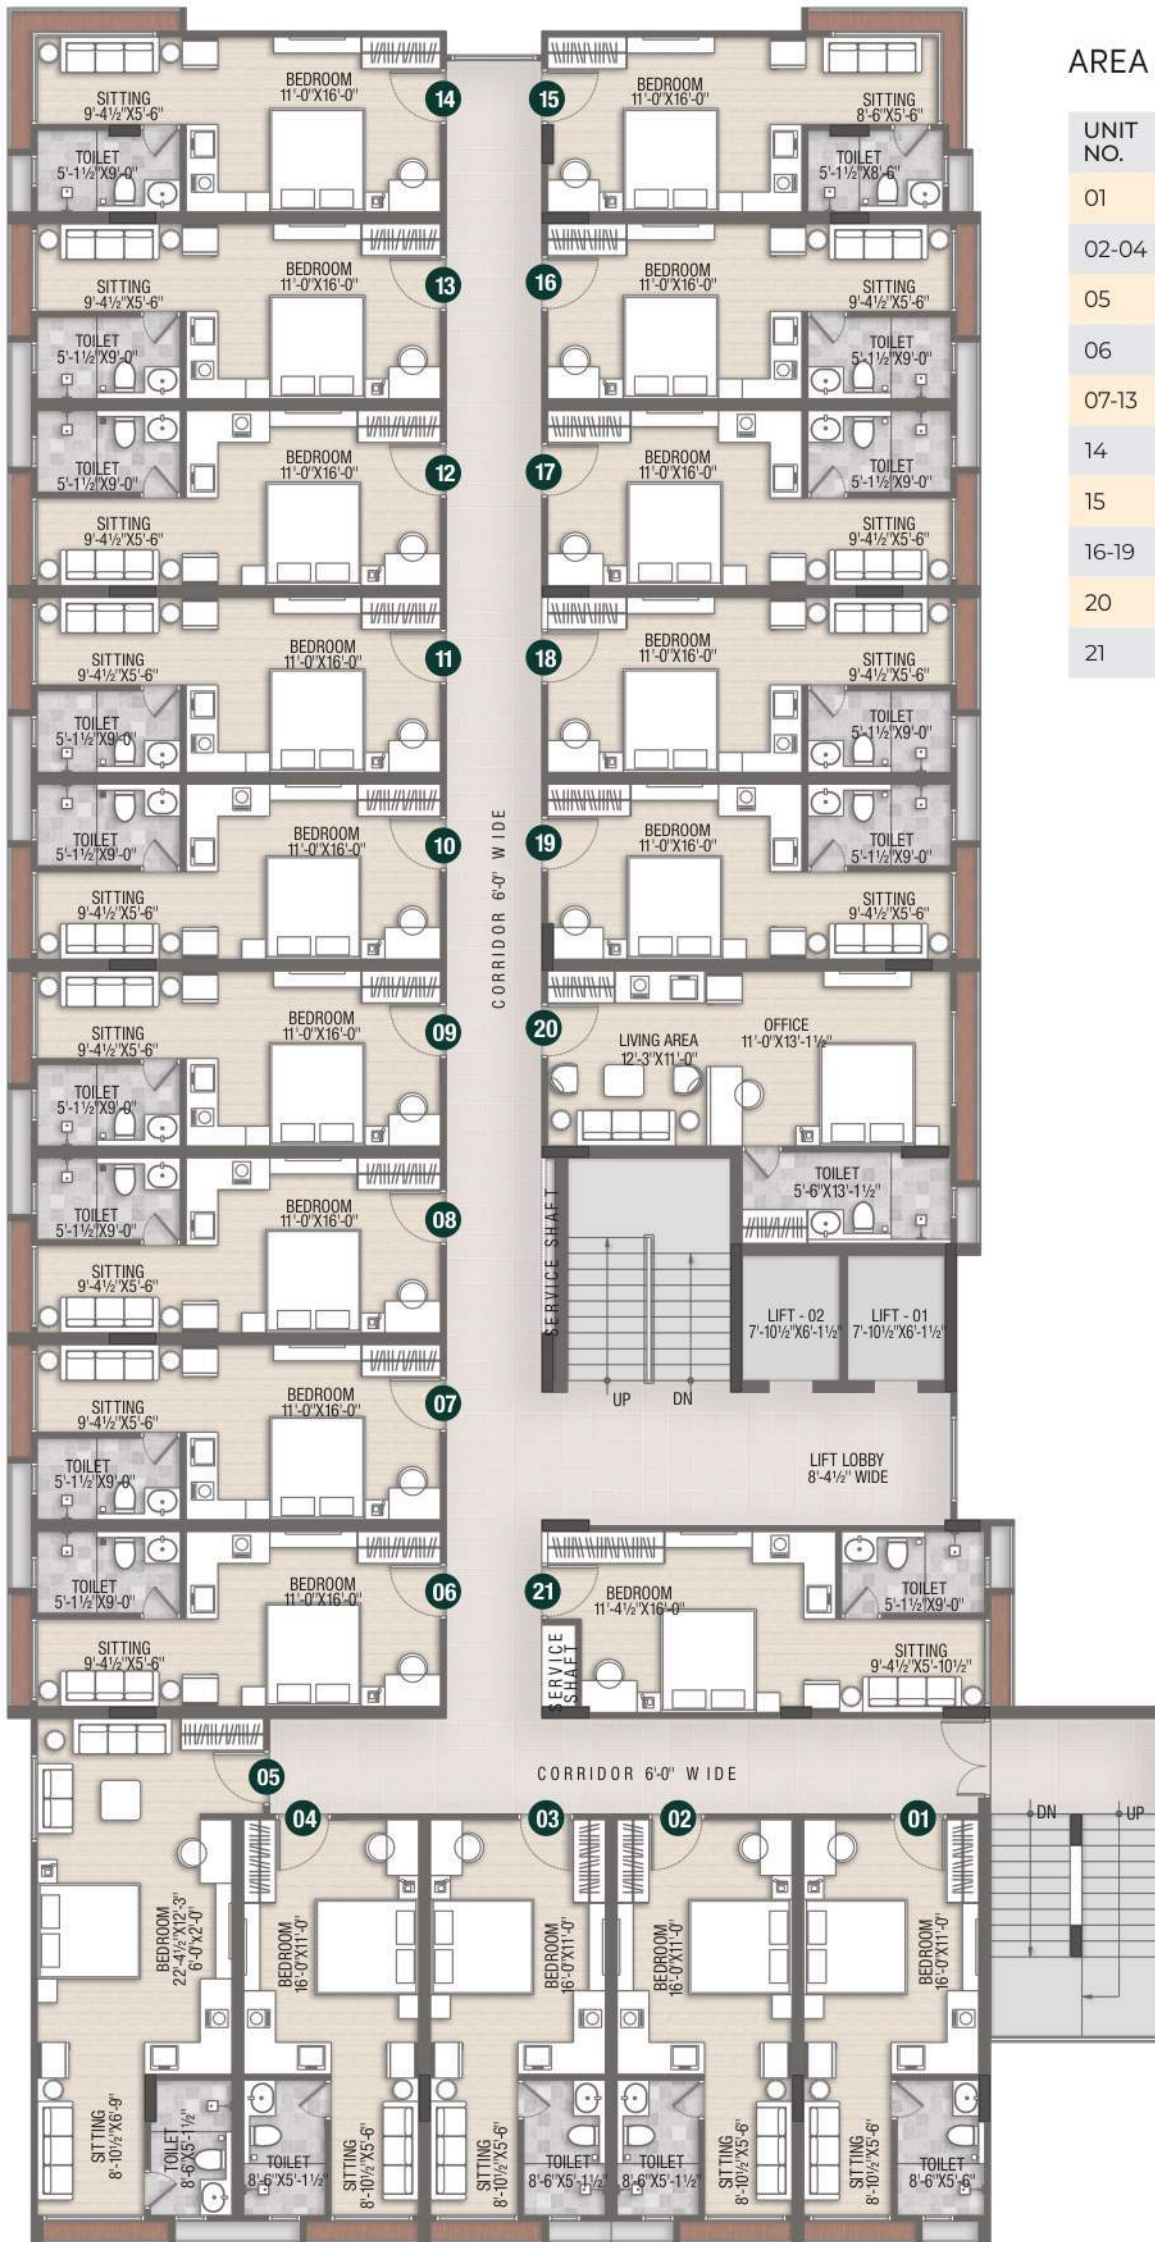 AREA
UNIT
NO.
01
02-04
05
06
07-13
14
15
16-19
20
21
SITTING
9'-4½"X5'-6"
BEDROOM
11'-0"X16'-0"
TOILET
5'-1½"X9'-0"
14
15
BEDROOM
11'-0"X16'-0"
SITTING
8'-6"X5'-6"
TOILET
5'-1½"X8'-6"
SITTING
9'-4½"X5'-6"
BEDROOM
11'-0"X16'-0"
TOILET
5'-1½"X9'-0"
13
16
BEDROOM
11'-0"X16'-0"
SITTING
9'-4½"X5'-6"
TOILET
5'-1½"X9'-0"
TOILET
5'-1½"X9'-0"
BEDROOM
11'-0"X16'-0"
SITTING
9'-4½"X5'-6"
12
17
BEDROOM
11'-0"X16'-0"
TOILET
5'-1½"X9'-0"
SITTING
9'-4½"X5'-6"
SITTING
9'-4½"X5'-6"
BEDROOM
11'-0"X16'-0"
TOILET
5'-1½"X9'-0"
11
18
BEDROOM
11'-0"X16'-0"
SITTING
9'-4½"X5'-6"
TOILET
5'-1½"X9'-0"
TOILET
5'-1½"X9'-0"
BEDROOM
11'-0"X16'-0"
SITTING
9'-4½"X5'-6"
10
CORRIDOR 6'-0" WIDE
19
BEDROOM
11'-0"X16'-0"
TOILET
5'-1½"X9'-0"
SITTING
9'-4½"X5'-6"
SITTING
9'-4½"X5'-6"
BEDROOM
11'-0"X16'-0"
TOILET
5'-1½"X9'-0"
09
20
LIVING AREA
12'-3"X11'-0"
OFFICE
11'-0"X13'-1½"
TOILET
5'-6"X13'-1½"
TOILET
5'-1½"X9'-0"
BEDROOM
11'-0"X16'-0"
SITTING
9'-4½"X5'-6"
08
SERVICE SHAFT
UP
DN
LIFT - 02
7'-10½"X6'-1½"
LIFT - 01
7'-10½"X6'-1½"
SITTING
9'-4½"X5'-6"
BEDROOM
11'-0"X16'-0"
TOILET
5'-1½"X9'-0"
07
LIFT LOBBY
8'-4½" WIDE
TOILET
5'-1½"X9'-0"
BEDROOM
11'-0"X16'-0"
SITTING
9'-4½"X5'-6"
06
21
BEDROOM
11'-4½"X16'-0"
SERVICE
SHAFT
TOILET
5'-1½"X9'-0"
SITTING
9'-4½"X5'-10½"
CORRIDOR 6'-0" WIDE
05
04
03
02
01
DN
UP
BEDROOM
22'-4½"X12'-3"
6'-0"X2'-0"
SITTING
8'-10½"X6'-9"
TOILET
8'-6"X5'-1½"
BEDROOM
16'-0"X11'-0"
TOILET
8'-6"X5'-1½"
SITTING
8'-10½"X5'-6"
BEDROOM
16'-0"X11'-0"
SITTING
8'-10½"X5'-6"
TOILET
8'-6"X5'-1½"
BEDROOM
16'-0"X11'-0"
TOILET
8'-6"X5'-1½"
SITTING
8'-10½"X5'-6"
BEDROOM
16'-0"X11'-0"
SITTING
8'-10½"X5'-6"
TOILET
8'-6"X5'-6"